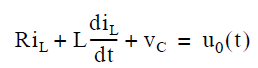 Ri_L + L di_L/dt + v_C = u_0(t)